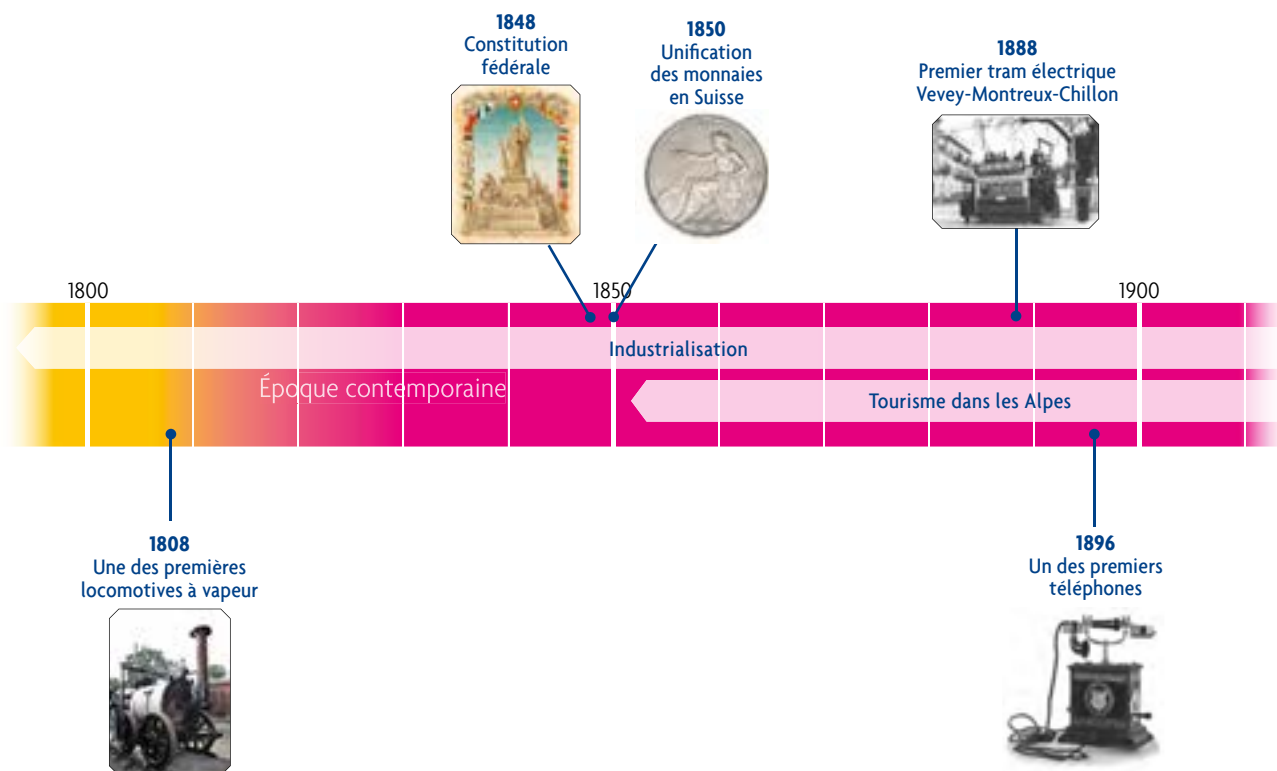 1848
Constitution
fédérale
1850
Unification
des monnaies
en Suisse
1888
Premier tram électrique
Vevey-Montreux-Chillon
1800
1850
1900
Industrialisation
Époque contemporaine
Tourisme dans les Alpes
1808
Une des premières
locomotives à vapeur
1896
Un des premiers
téléphones